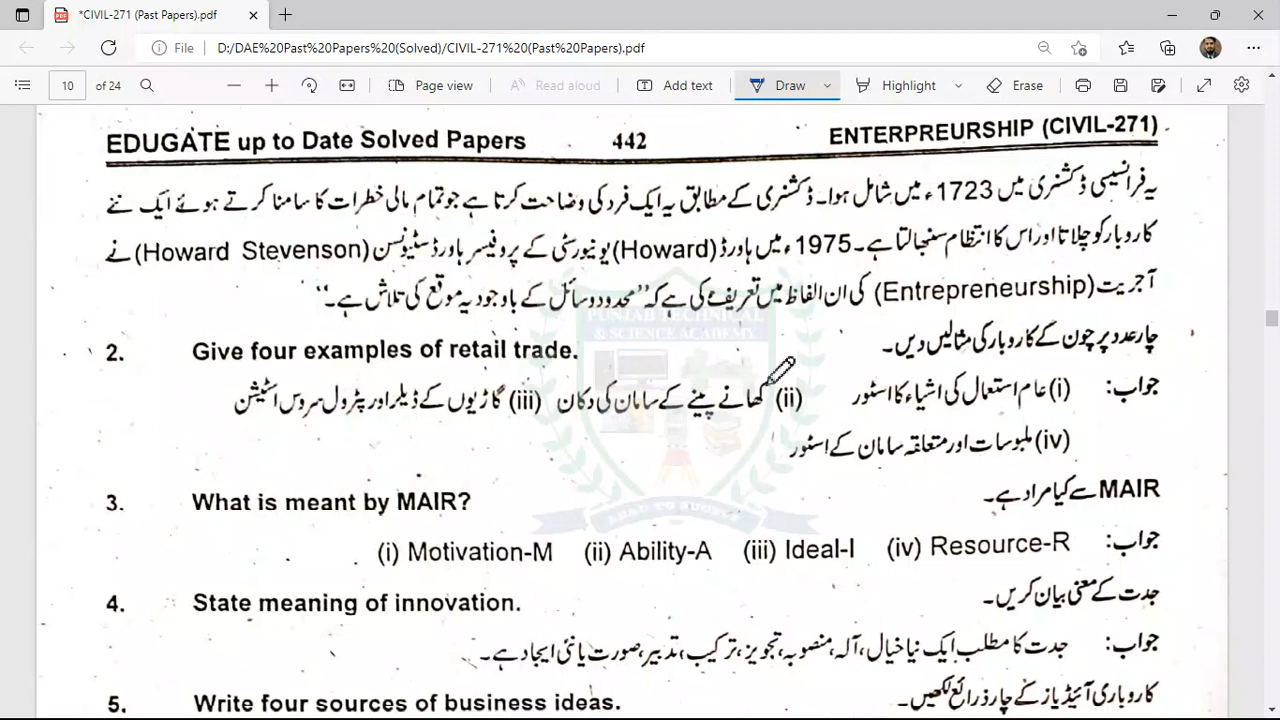 *CIVIL-271 (Past Papers).pdf
File D:/DAE%20Past%20Papers%20(Solved)/CIVIL-271%20(Past%20Papers).pdf
10 of 24 Page view Read aloud Add text Draw Highlight Erase
EDUGATE up to Date Solved Papers 442 ENTERPREURSHIP (CIVIL-271)
یہ فرانسیسی ڈکشنری میں 1723ء میں شامل ہوا۔ ڈکشنری کے مطابق یہ ایک فرد کی وضاحت کرتا ہے جو تمام مالی خطرات کا سامنا کرتے ہوئے ایک نئے
کاروبار کو چلاتا اور اس کا انتظام سنبھالتا ہے۔ 1975ء میں ہاورڈ (Howard) یونیورسٹی کے پروفیسر ہاورڈ سٹیونسن (Howard Stevenson) نے
آجریت (Entrepreneurship) کی ان الفاظ میں تعریف کی ہے کہ "محدود وسائل کے باوجود یہ موقع کی تلاش ہے۔"
PUNJAB TECHNICAL
& SCIENCE ACADEMY
2. Give four examples of retail trade. چار عدد پرچون کے کاروبار کی مثالیں دیں۔
جواب: (i) عام استعمال کی اشیاء کا اسٹور (ii) کھانے پینے کے سامان کی دکان (iii) گاڑیوں کے ڈیلر اور پٹرول سروس اسٹیشن
(iv) ملبوسات اور متعلقہ سامان کے اسٹور
READ TO SUCCEED
3. What is meant by MAIR? MAIR سے کیا مراد ہے۔
جواب: (i) Motivation-M (ii) Ability-A (iii) Ideal-I (iv) Resource-R
4. State meaning of innovation. جدت کے معنی بیان کریں۔
جواب: جدت کا مطلب ایک نیا خیال، آلہ، منصوبہ، تجویز، ترکیب، تدبیر، صورت یا نئی ایجاد ہے۔
5. Write four sources of business ideas. کاروباری آئیڈیاز کے چار ذرائع لکھیں۔